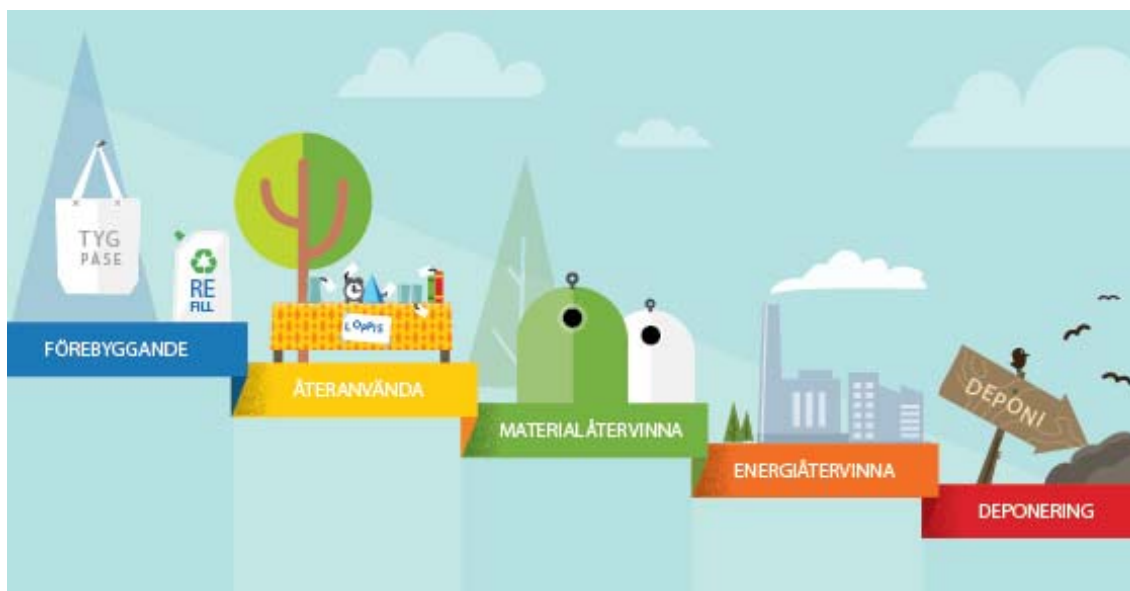 TYG
PÅSE
RE
FILL
FÖREBYGGANDE
LOPPIS
ÅTERANVÄNDA
MATERIALÅTERVINNA
ENERGIÅTERVINNA
DEPONI
DEPONERING